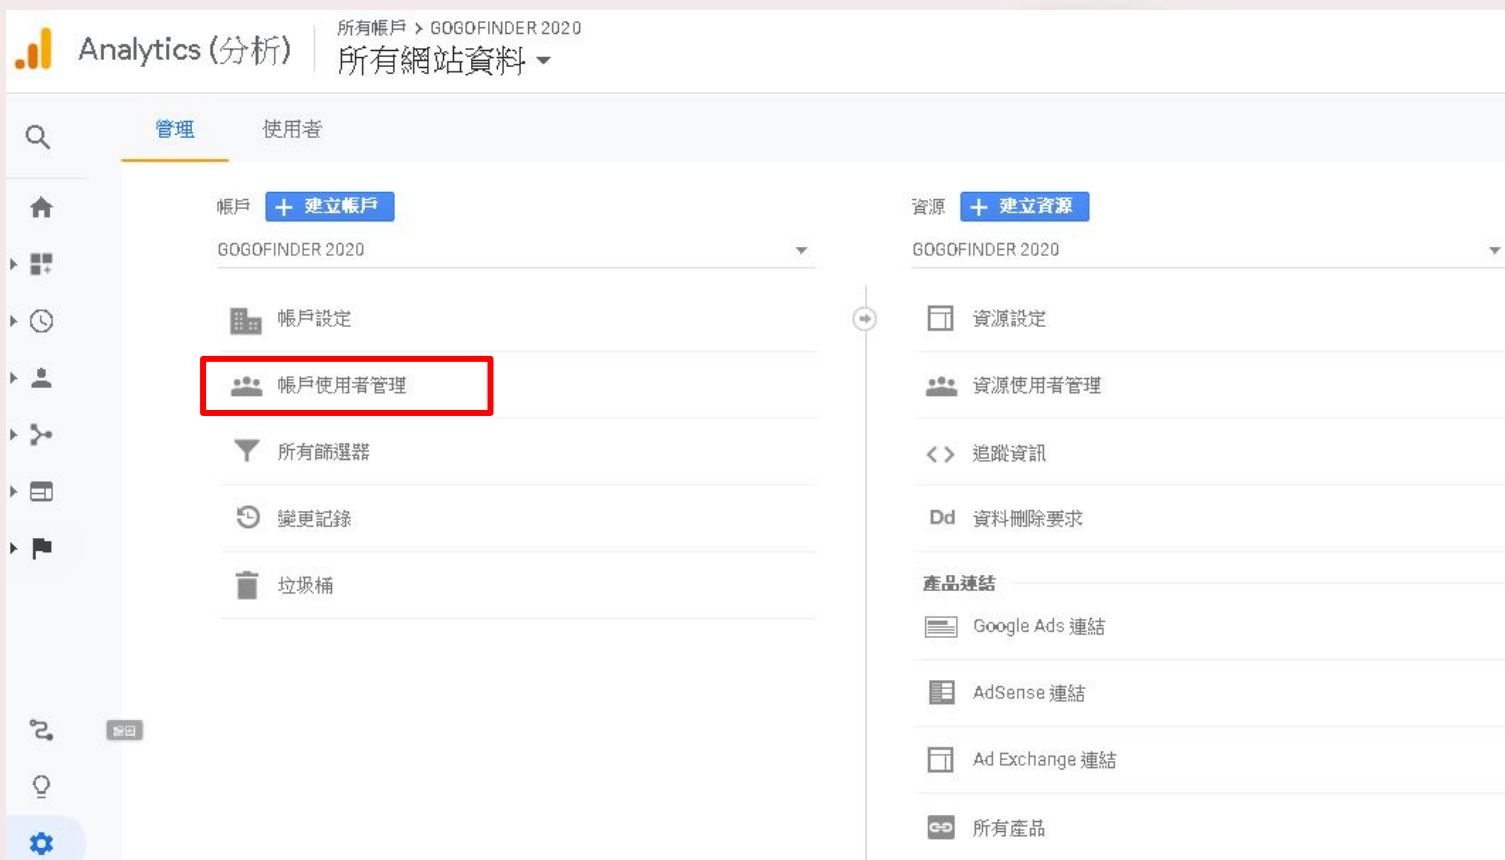 所有帳戶 > GOGOFINDER 2020
Analytics (分析)
所有網站資料
管理
使用者
帳戶
+ 建立帳戶
GOGOFINDER 2020
帳戶設定
帳戶使用者管理
所有篩選器
變更記錄
垃圾桶
資源
+ 建立資源
GOGOFINDER 2020
資源設定
資源使用者管理
追蹤資訊
Dd 資料刪除要求
產品連結
Google Ads 連結
AdSense 連結
Ad Exchange 連結
所有產品